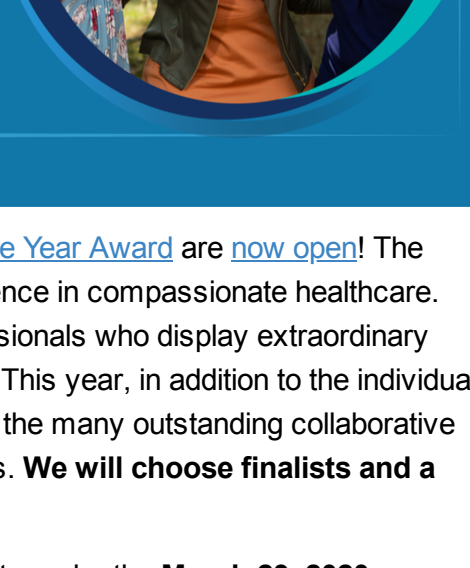 e Year Award are now open! The
nce in compassionate healthcare.
sionals who display extraordinary
This year, in addition to the individua
the many outstanding collaborative
s. We will choose finalists and a